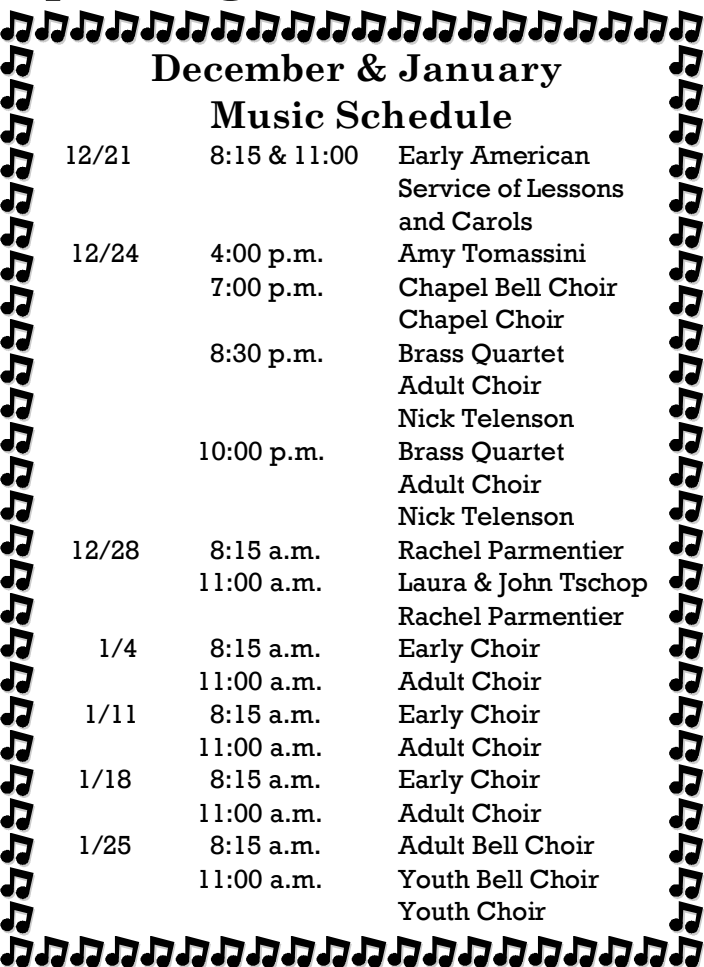 December & January
Music Schedule
12/21 8:15 & 11:00 Early American
Service of Lessons
and Carols
12/24 4:00 p.m. Amy Tomassini
7:00 p.m. Chapel Bell Choir
Chapel Choir
8:30 p.m. Brass Quartet
Adult Choir
Nick Telenson
10:00 p.m. Brass Quartet
Adult Choir
Nick Telenson
12/28 8:15 a.m. Rachel Parmentier
11:00 a.m. Laura & John Tschop
Rachel Parmentier
1/4 8:15 a.m. Early Choir
11:00 a.m. Adult Choir
1/11 8:15 a.m. Early Choir
11:00 a.m. Adult Choir
1/18 8:15 a.m. Early Choir
11:00 a.m. Adult Choir
1/25 8:15 a.m. Adult Bell Choir
11:00 a.m. Youth Bell Choir
Youth Choir